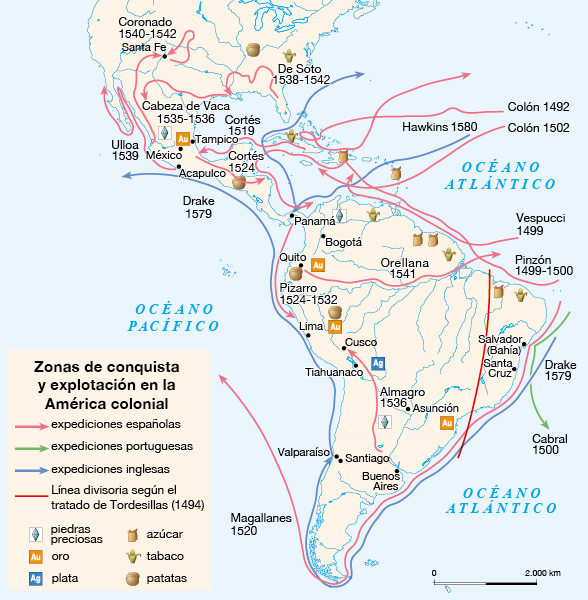 Coronado
1540-1542
Santa Fe
De Soto
1538-1542
Cabeza de Vaca
1535-1536
Cortés
1519
Colón 1492
Hawkins 1580
Colón 1502
Ulloa
1539
Au
Tampico
México
Cortés
1524
Acapulco
OCÉANO
ATLÁNTICO
Drake
1579
Panamá
Vespucci
1499
Bogotá
Quito
Au
Orellana
1541
Pinzón
1499-1500
Pizarro
1524-1532
OCÉANO
PACÍFICO
Lima
Au
Cusco
Salvador
(Bahía)
Tiahuanaco
Ag
Santa
Cruz
Drake
1579
Almagro
1536
Asunción
Au
Cabral
1500
Valparaíso
Santiago
Buenos
Aires
OCÉANO
ATLÁNTICO
Magallanes
1520
Zonas de conquista
y explotación en la
América colonial
expediciones españolas
expediciones portuguesas
expediciones inglesas
Línea divisoria según el
tratado de Tordesillas (1494)
piedras
preciosas
azúcar
Au oro
tabaco
Ag plata
patatas
0 2.000 km